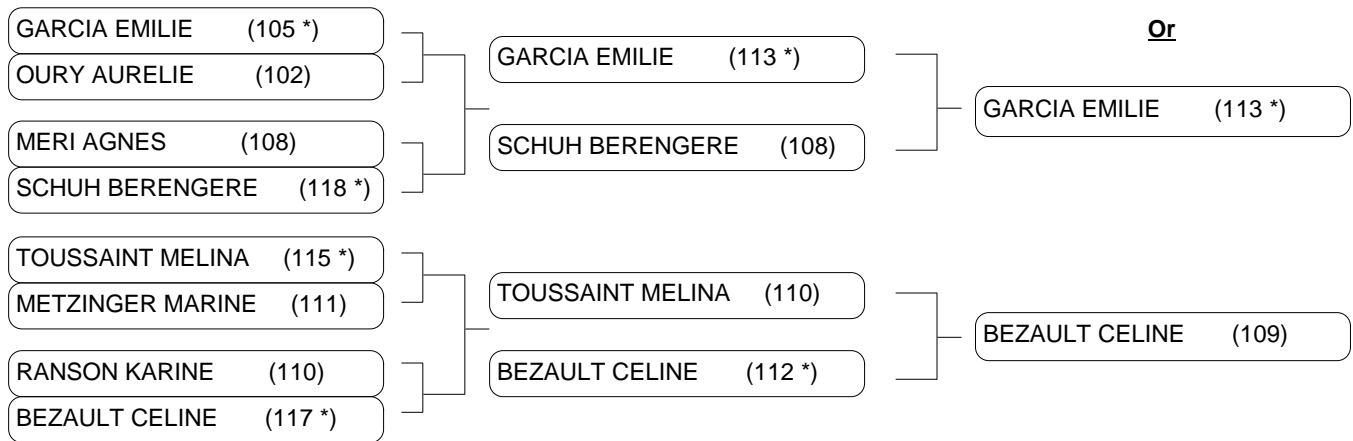 GARCIA EMILIE (105 *)
OURY AURELIE (102)
MERI AGNES (108)
SCHUH BERENGERE (118 *)
TOUSSAINT MELINA (115 *)
METZINGER MARINE (111)
RANSON KARINE (110)
BEZAULT CELINE (117 *)
GARCIA EMILIE (113 *)
SCHUH BERENGERE (108)
TOUSSAINT MELINA (110)
BEZAULT CELINE (112 *)
Or
GARCIA EMILIE (113 *)
BEZAULT CELINE (109)